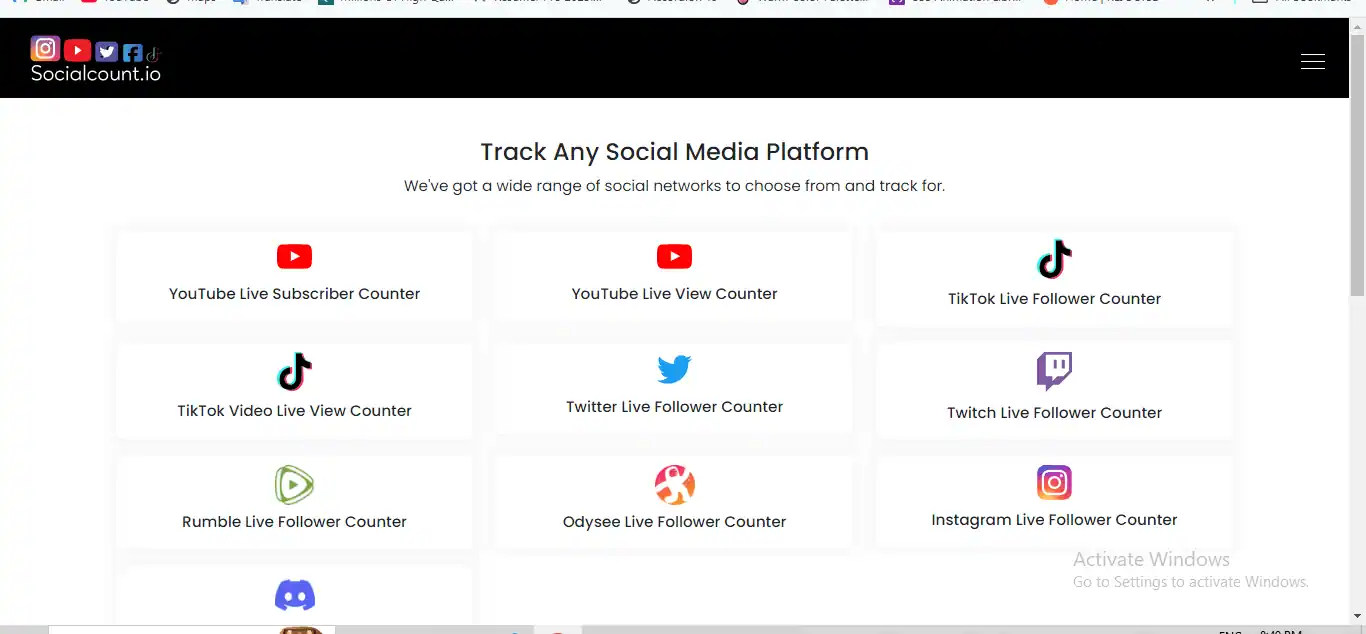 Socialcount.io
Track Any Social Media Platform
We've got a wide range of social networks to choose from and track for.
YouTube Live Subscriber Counter
YouTube Live View Counter
TikTok Live Follower Counter
TikTok Video Live View Counter
Twitter Live Follower Counter
Twitch Live Follower Counter
Rumble Live Follower Counter
Odysee Live Follower Counter
Instagram Live Follower Counter
Activate Windows
Go to Settings to activate Windows.